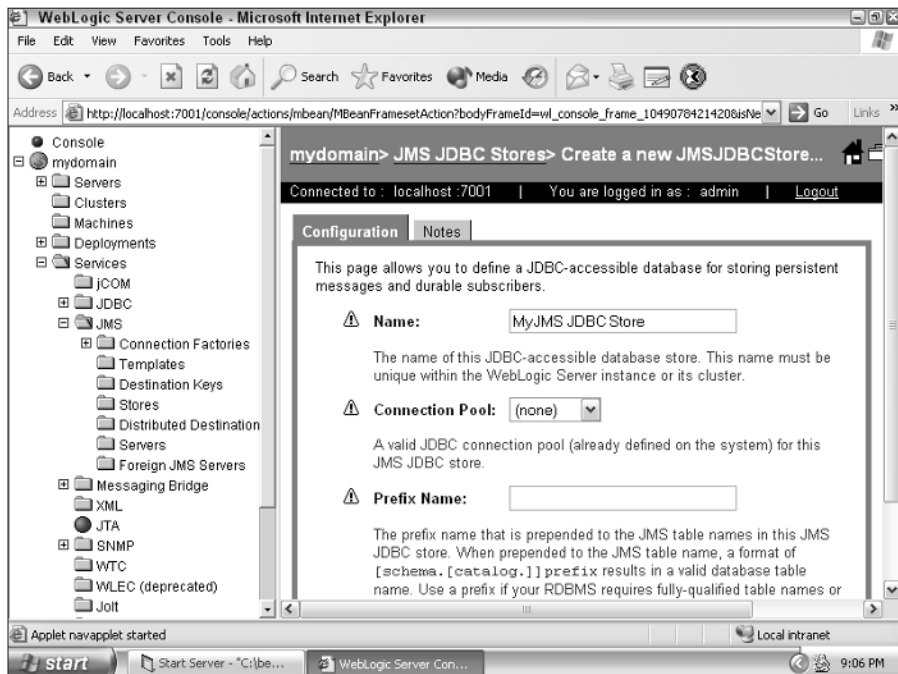 WebLogic Server Console - Microsoft Internet Explorer
File Edit View Favorites Tools Help
Back Search Favorites Media
Address http://localhost:7001/console/actions/mbean/MBeanFramesetAction?bodyFrameId=wl_console_frame_1049078421420&isNe Go Links »
Console
mydomain
Servers
Clusters
Machines
Deployments
Services
jCOM
JDBC
JMS
Connection Factories
Templates
Destination Keys
Stores
Distributed Destination
Servers
Foreign JMS Servers
Messaging Bridge
XML
JTA
SNMP
WTC
WLEC (deprecated)
Jolt
mydomain> JMS JDBC Stores> Create a new JMSJDBCStore...
Connected to : localhost :7001 | You are logged in as : admin | Logout
Configuration Notes
This page allows you to define a JDBC-accessible database for storing persistent
messages and durable subscribers.
Name: MyJMS JDBC Store
The name of this JDBC-accessible database store. This name must be
unique within the WebLogic Server instance or its cluster.
Connection Pool: (none)
A valid JDBC connection pool (already defined on the system) for this
JMS JDBC store.
Prefix Name:
The prefix name that is prepended to the JMS table names in this JMS
JDBC store. When prepended to the JMS table name, a format of
[schema.[catalog.]]prefix results in a valid database table
name. Use a prefix if your RDBMS requires fully-qualified table names or
Applet navapplet started Local intranet
start Start Server - "C:\be... WebLogic Server Con... 9:06 PM